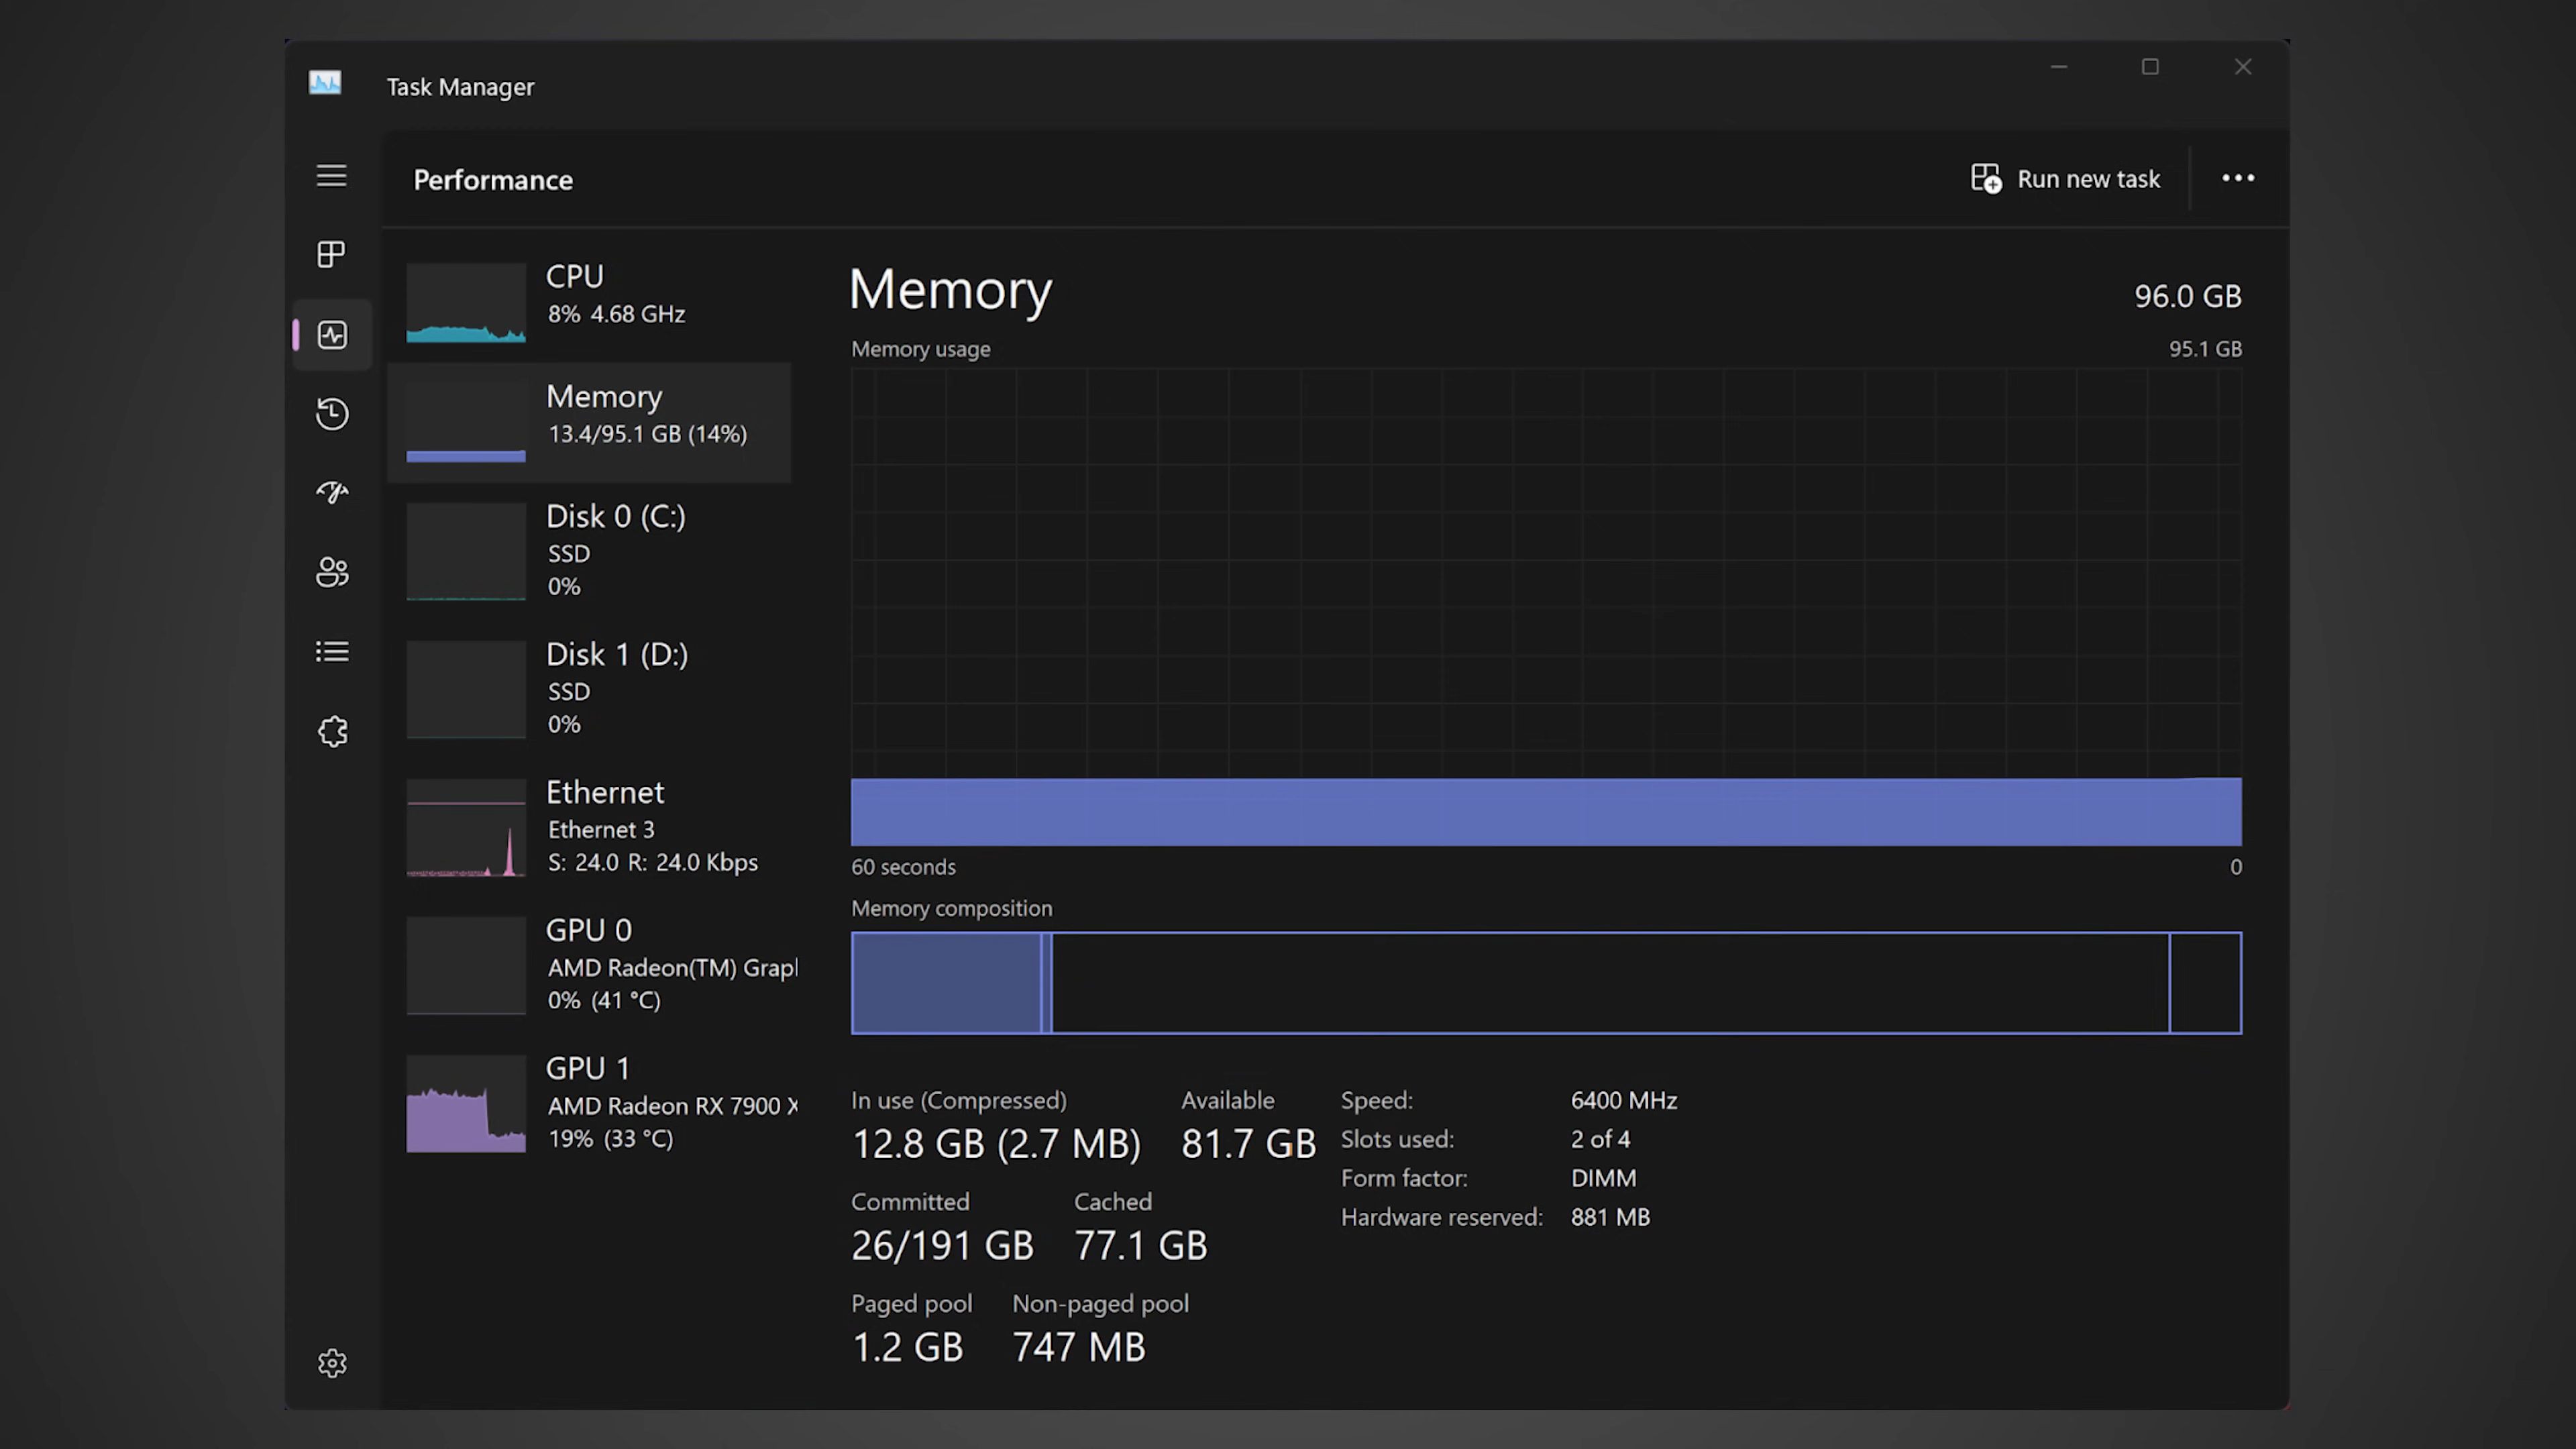 Task Manager
Performance
Run new task
CPU
8% 4.68 GHz
Memory
13.4/95.1 GB (14%)
Disk 0 (C:)
SSD
0%
Disk 1 (D:)
SSD
0%
Ethernet
Ethernet 3
S: 24.0 R: 24.0 Kbps
GPU 0
AMD Radeon(TM) Grap
0% (41 °C)
GPU 1
AMD Radeon RX 7900 X
19% (33 °C)
Memory
96.0 GB
Memory usage
95.1 GB
60 seconds
0
Memory composition
In use (Compressed)
12.8 GB (2.7 MB)
Available
81.7 GB
Committed
26/191 GB
Cached
77.1 GB
Paged pool
1.2 GB
Non-paged pool
747 MB
Speed: 6400 MHz
Slots used: 2 of 4
Form factor: DIMM
Hardware reserved: 881 MB